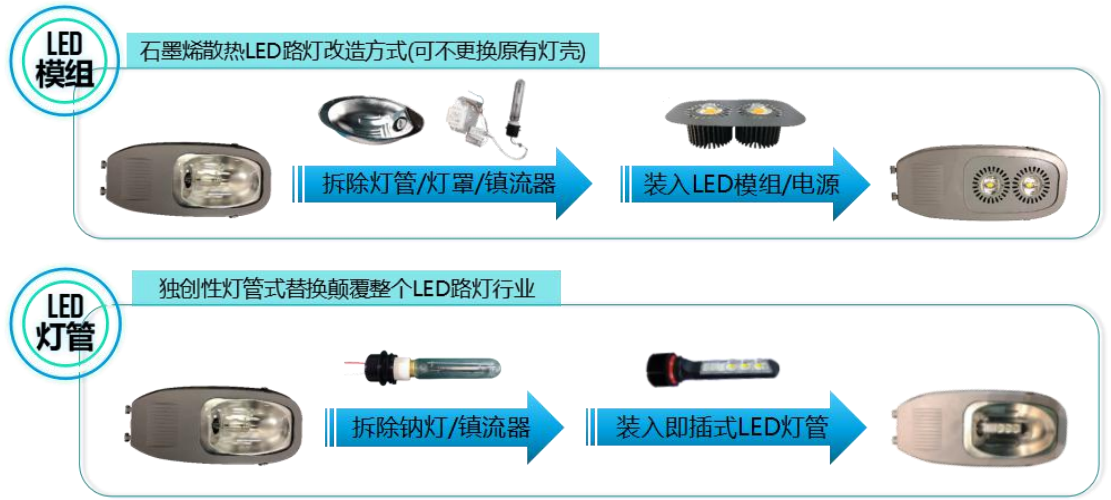 LED
模组
石墨烯散热LED路灯改造方式(可不更换原有灯壳)
拆除灯管/灯罩/镇流器
装入LED模组/电源
LED
灯管
独创性灯管式替换颠覆整个LED路灯行业
拆除钠灯/镇流器
装入即插式LED灯管